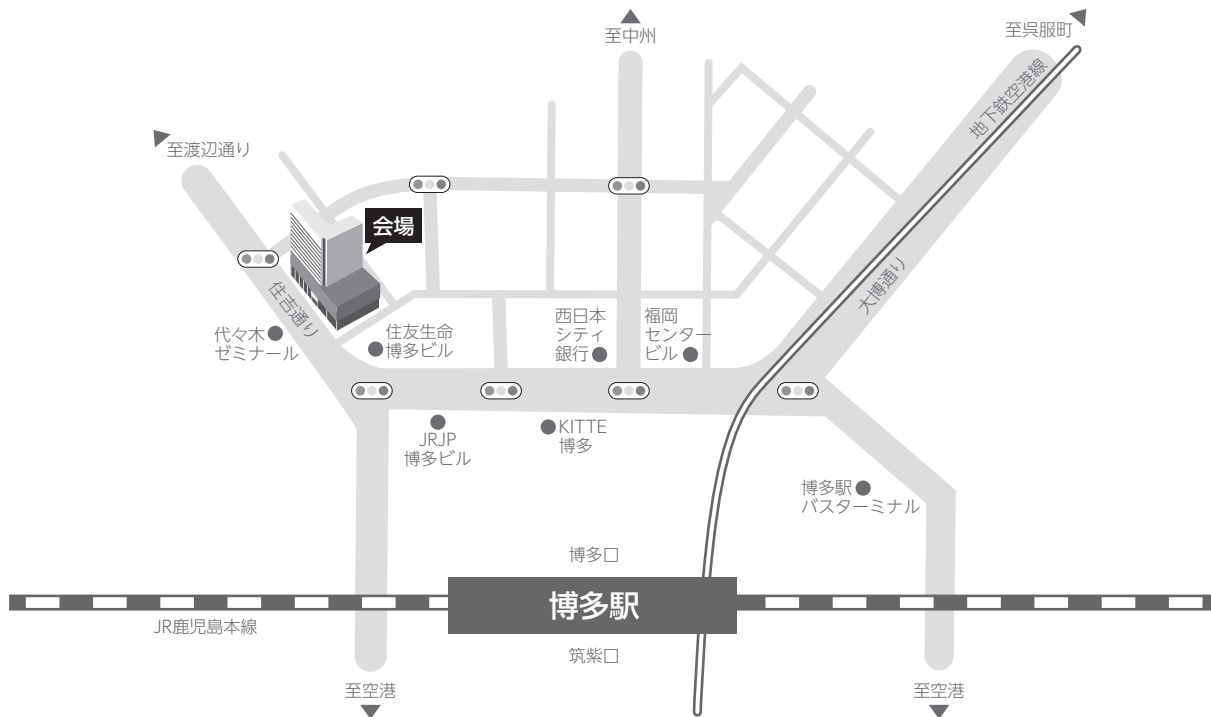 至中州
至呉服町
地下鉄空港線
至渡辺通り
会場
大博通り
住吉通り
代々木
ゼミナール
住友生命
博多ビル
西日本
シティ
銀行
福岡
センター
ビル
JRJP
博多ビル
KITTE
博多
博多駅
バスターミナル
博多口
博多駅
JR鹿児島本線
筑紫口
至空港
至空港